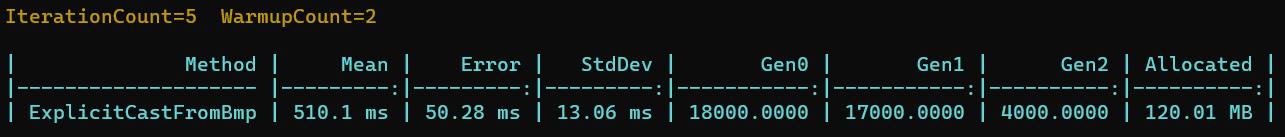 IterationCount=5  WarmupCount=2
|               Method |     Mean |    Error |   StdDev |      Gen0 |       Gen1 |      Gen2 | Allocated |
|--------------------- |---------:|---------:|---------:|-----------:|-----------:|----------:|----------:|
| ExplicitCastFromBmp | 510.1 ms | 50.28 ms | 13.06 ms | 18000.0000 | 17000.0000 | 4000.0000 | 120.01 MB |